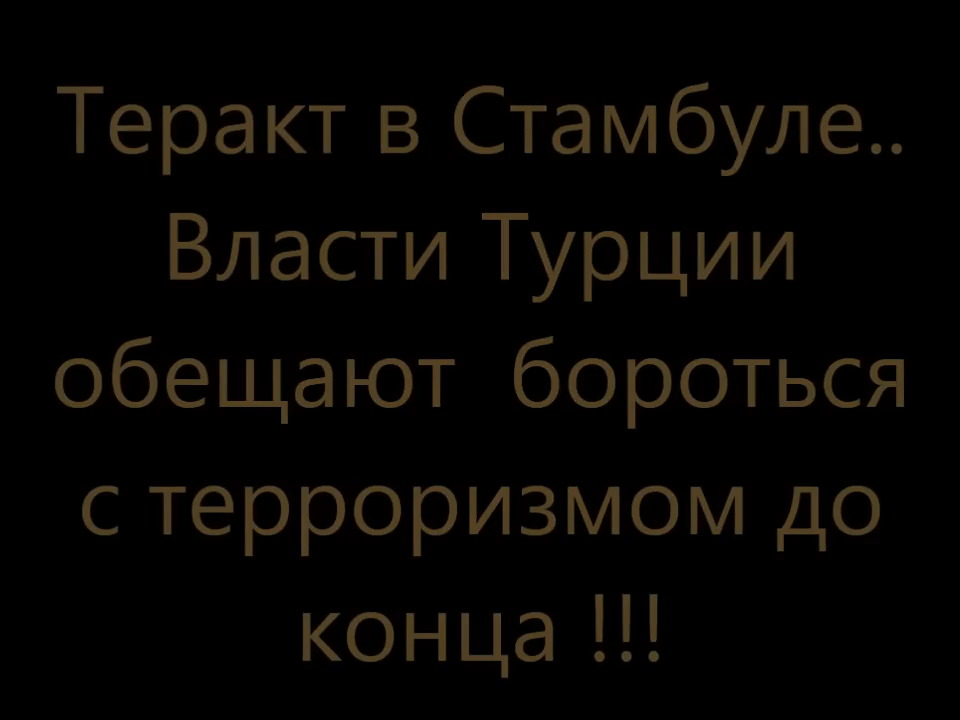 Теракт в Стамбуле..
Власти Турции
обещают  бороться
с терроризмом до
конца !!!